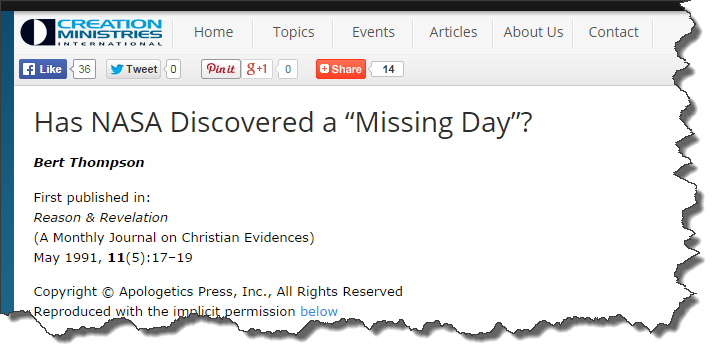 CREATION
MINISTRIES
INTERNATIONAL
Home Topics Events Articles About Us Contact
Like 36 Tweet 0 Pin it g+1 0 Share 14
Has NASA Discovered a “Missing Day”?
Bert Thompson
First published in:
Reason & Revelation
(A Monthly Journal on Christian Evidences)
May 1991, 11(5):17–19
Copyright © Apologetics Press, Inc., All Rights Reserved
Reproduced with the implicit permission below